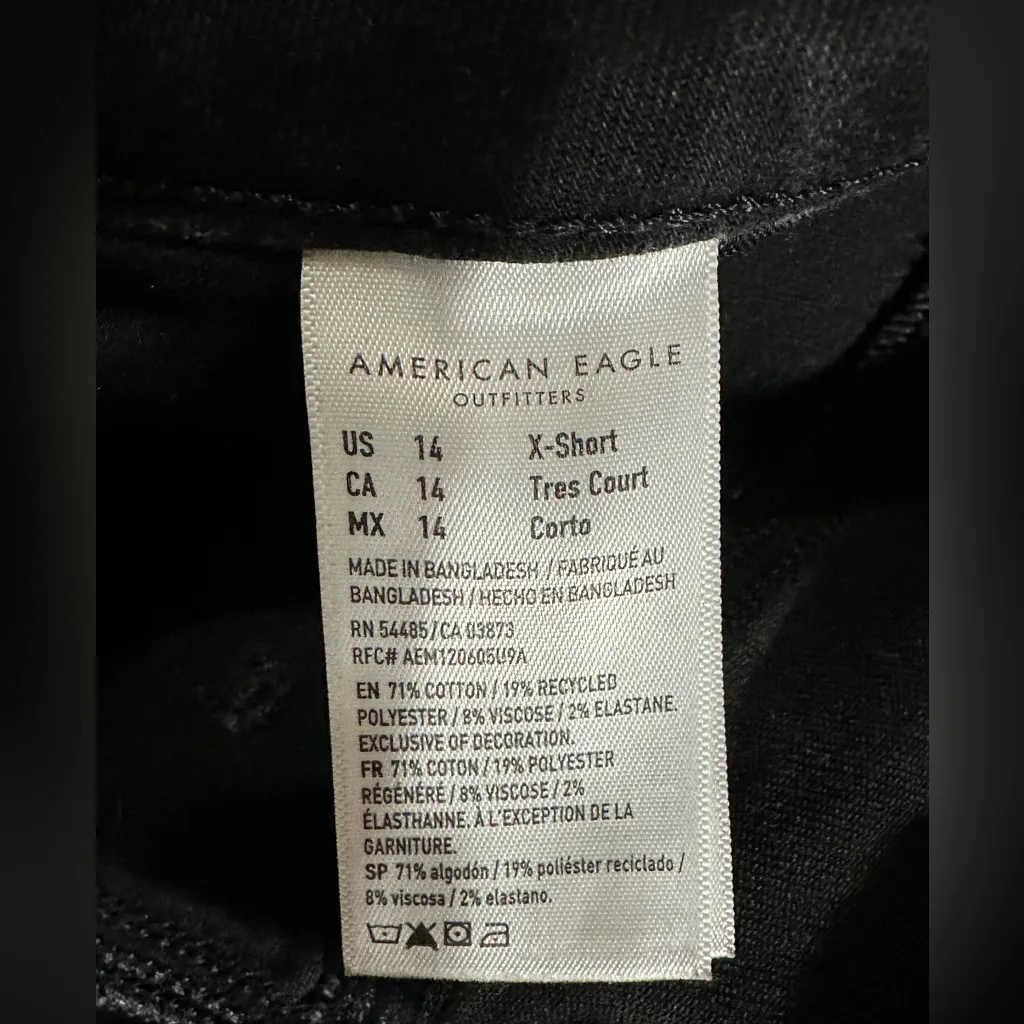 AMERICAN EAGLE
OUTFITTERS
US 14 X-Short
CA 14 Tres Court
MX 14 Corto
MADE IN BANGLADESH / FABRIQUÉ AU
BANGLADESH / HECHO EN BANGLADESH
RN 54485/CA 03873
RFC# AEM120605U9A
EN 71% COTTON / 19% RECYCLED
POLYESTER / 8% VISCOSE / 2% ELASTANE.
EXCLUSIVE OF DECORATION.
FR 71% COTON / 19% POLYESTER
RÉGÉNÉRÉ / 8% VISCOSE / 2%
ÉLASTHANNE. À L'EXCEPTION DE LA
GARNITURE.
SP 71% algodón / 19% poliéster reciclado /
8% viscosa / 2% elastano.